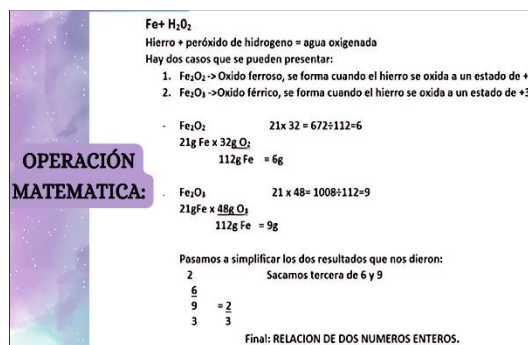 Fe+ H₂0₂
Hierro + peróxido de hidrogeno = agua oxigenada
Hay dos casos que se pueden presentar:
1. Fe₂O₂ -> Oxido ferroso, se forma cuando el hierro se oxida a un estado de +
2. Fe₂O₃ ->Oxido férrico, se forma cuando el hierro se oxida a un estado de +3
OPERACIÓN
MATEMATICA:
- Fe₂O₂ 21x 32 = 672÷112=6
21g Fe x 32g O₂
112g Fe = 6g
- Fe₂O₃ 21 x 48= 1008÷112=9
21gFe x 48g O₃
112g Fe = 9g
Pasamos a simplificar los dos resultados que nos dieron:
2 Sacamos tercera de 6 y 9
6
9 = 2
3 3
Final: RELACION DE DOS NUMEROS ENTEROS.